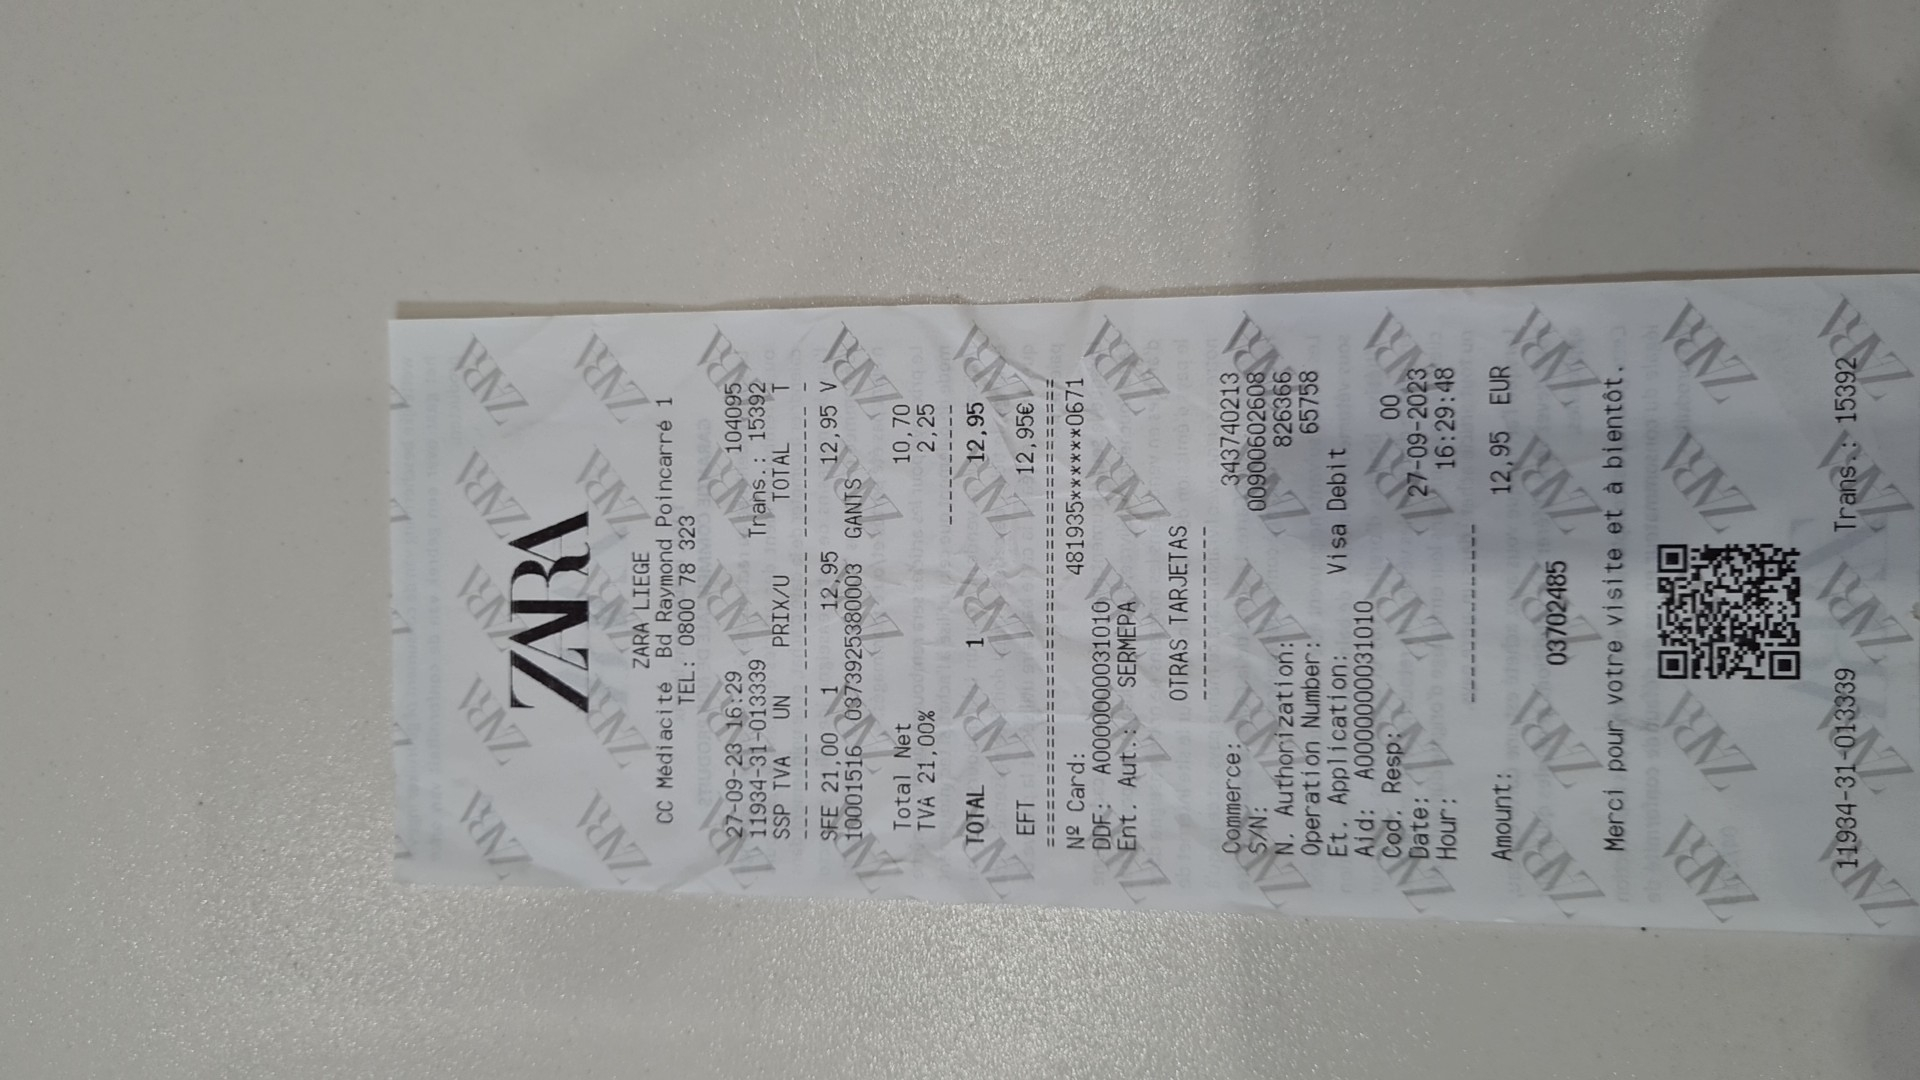 ZARA
ZARA LIEGE
CC Médiacité Bd Raymond Poincarré 1
TEL: 0800 78 323
27-09-23 16:29 104095
11934-31-013339 Trans.: 15392
SSP TVA UN PRIX/U TOTAL T
SFE 21,00 1 12,95 12,95 V
10001516 0373925380003 GANTS
Total Net 10,70
TVA 21,00% 2,25
TOTAL 1 12,95
EFT 12,95€
Nº Card: 481935******0671
DDF: A0000000031010
Ent. Aut.: SERMEPA
OTRAS TARJETAS
Commerce: 343740213
S/N: 00900602608
N. Authorization: 826366
Operation Number: 65758
Et. Application: Visa Debit
Aid: A0000000031010
Cod. Resp: 00
Date: 27-09-2023
Hour: 16:29:48
Amount: 12,95 EUR
03702485
Merci pour votre visite et à bientôt.
11934-31-013339 Trans.: 15392